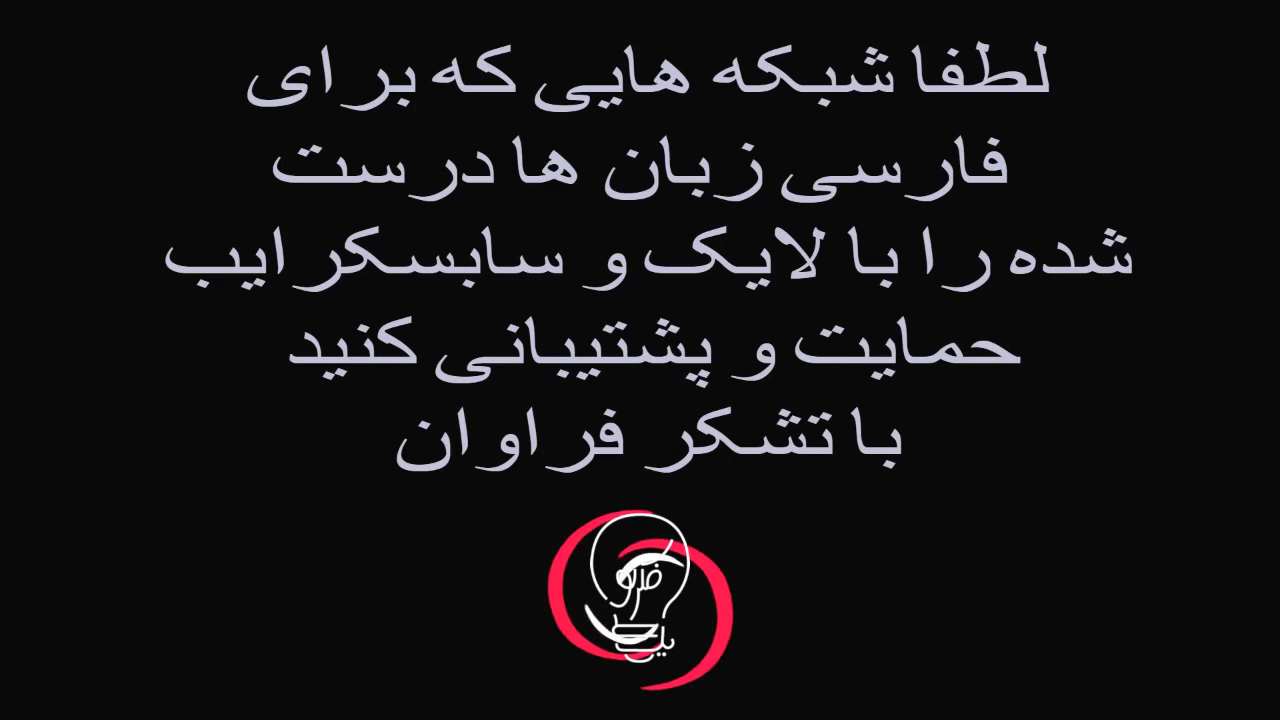 لطفا شبکه هایی که برای
فارسی زبان ها درست
شده را با لایک و سابسکرایب
حمایت و پشتیبانی کنید
با تشکر فراوان